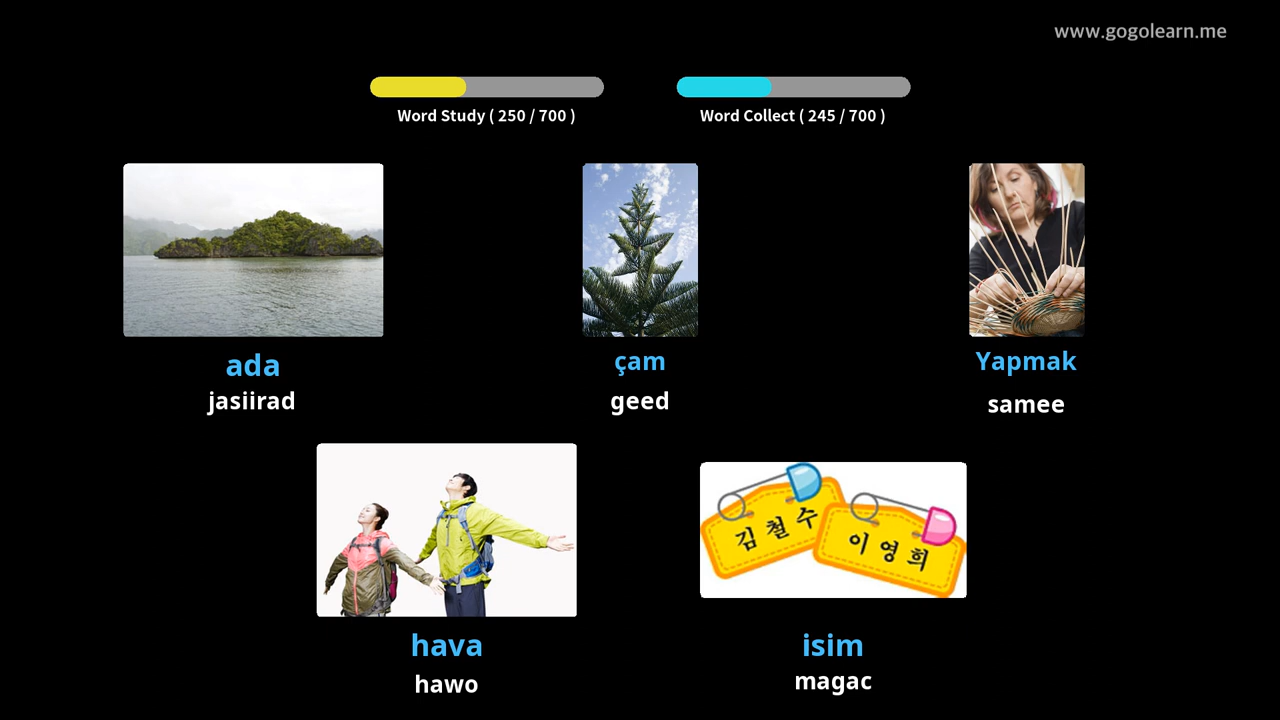 www.gogolearn.me
Word Study ( 250 / 700 )
Word Collect ( 245 / 700 )
ada
jasiirad
çam
geed
Yapmak
samee
김철수
이영희
hava
hawo
isim
magac